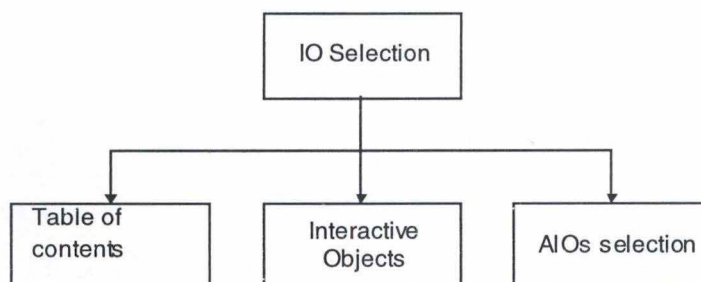 IO Selection
Table of
contents
Interactive
Objects
AIOs selection